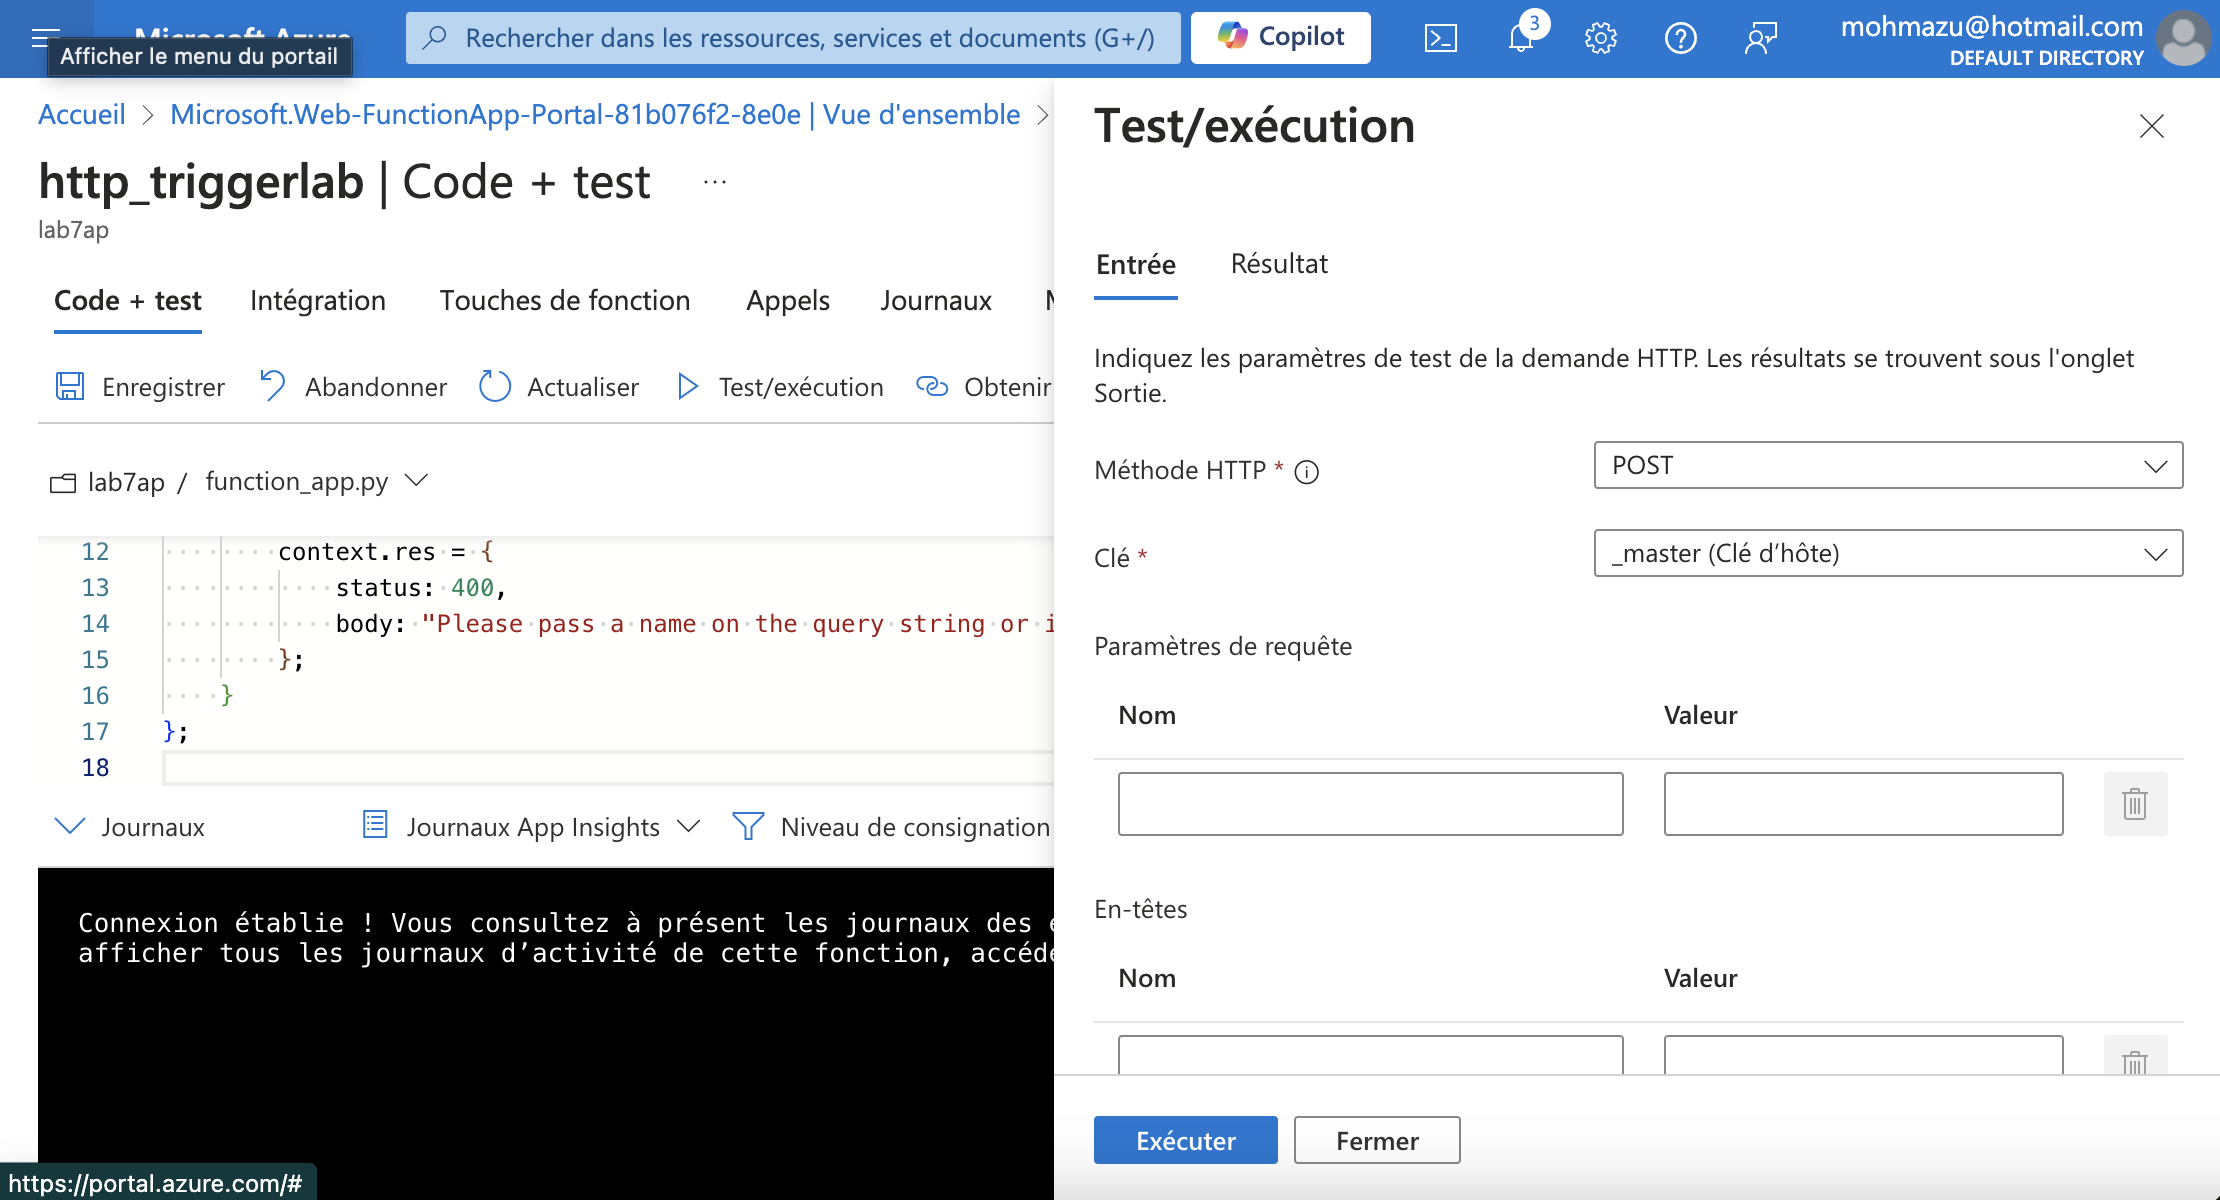 Afficher le menu du portail
Rechercher dans les ressources, services et documents (G+/)
Copilot
3
mohmazu@hotmail.com
DEFAULT DIRECTORY
Accueil > Microsoft.Web-FunctionApp-Portal-81b076f2-8e0e | Vue d'ensemble >
http_triggerlab | Code + test ...
lab7ap
Code + test Intégration Touches de fonction Appels Journaux
Enregistrer Abandonner Actualiser Test/exécution Obtenir
lab7ap / function_app.py
12 context.res = {
13 status: 400,
14 body: "Please pass a name on the query string or i
15 };
16 }
17 };
18
Journaux Journaux App Insights Niveau de consignation
Connexion établie ! Vous consultez à présent les journaux des
afficher tous les journaux d’activité de cette fonction, accéde
https://portal.azure.com/#
Test/exécution
Entrée Résultat
Indiquez les paramètres de test de la demande HTTP. Les résultats se trouvent sous l'onglet
Sortie.
Méthode HTTP * POST
Clé * _master (Clé d’hôte)
Paramètres de requête
Nom Valeur
En-têtes
Nom Valeur
Exécuter Fermer